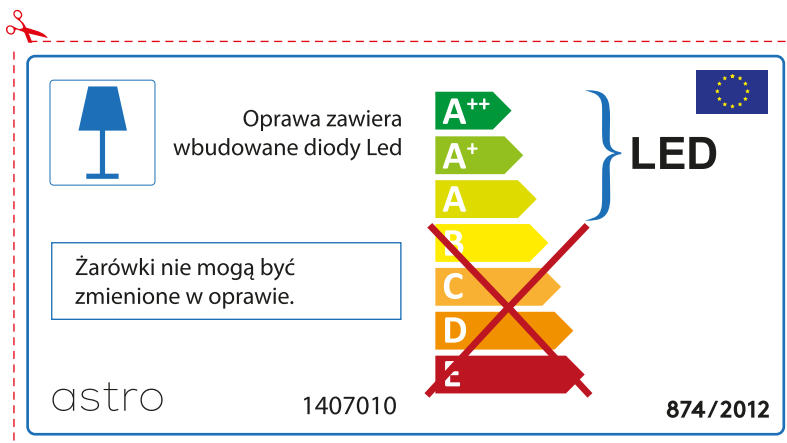 Oprawa zawiera
wbudowane diody Led
A++
A+
A
B
C
D
E
LED
Żarówki nie mogą być
zmienione w oprawie.
astro
1407010
874/2012